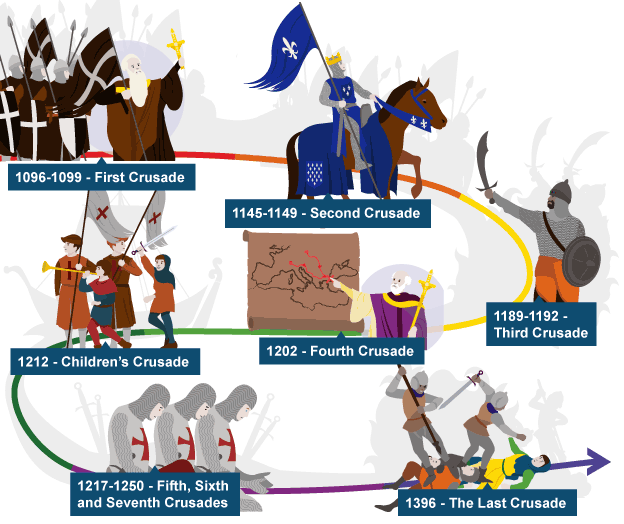 1096-1099 - First Crusade
1145-1149 - Second Crusade
1189-1192 -
Third Crusade
1202 - Fourth Crusade
1212 - Children's Crusade
1217-1250 - Fifth, Sixth
and Seventh Crusades
1396 - The Last Crusade